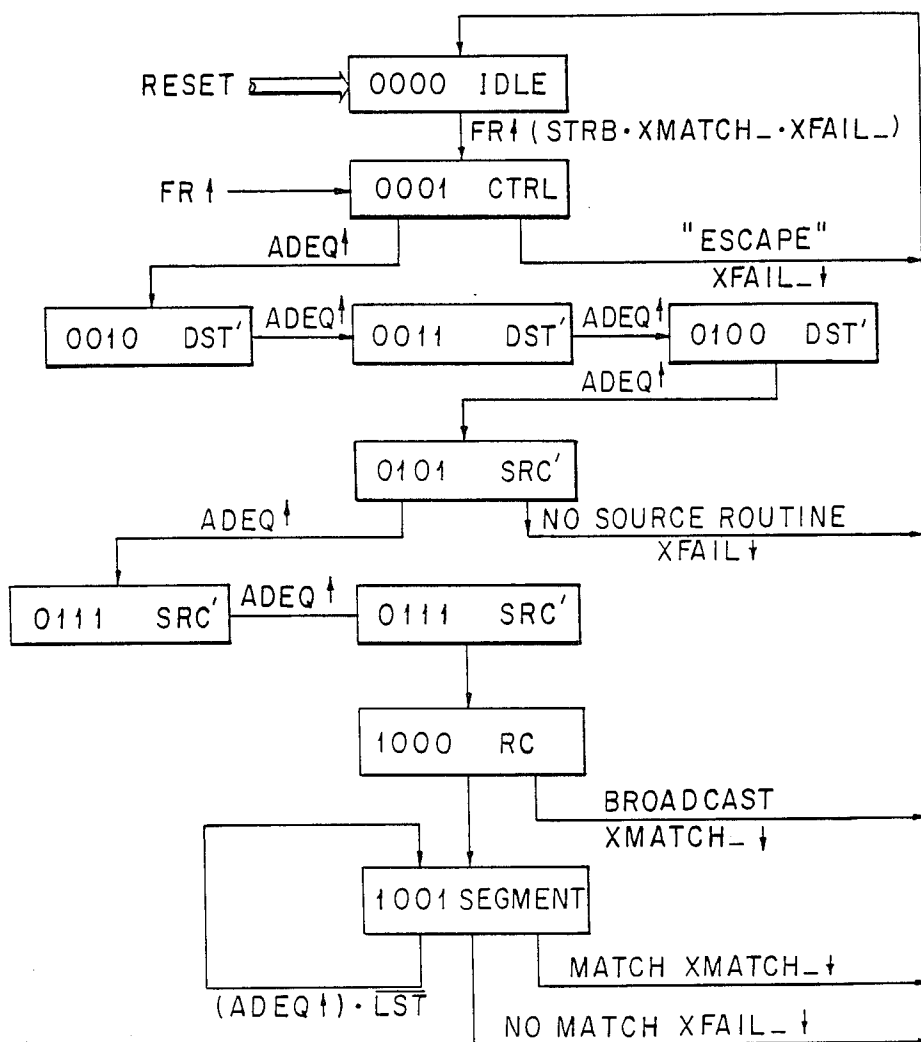 RESET
0000 IDLE
FR↑ (STRB·XMATCH_·XFAIL_)
FR↑
0001 CTRL
ADEQ↑
"ESCAPE"
XFAIL_↓
0010 DST'
ADEQ↑
0011 DST'
ADEQ↑
0100 DST'
ADEQ↑
0101 SRC'
ADEQ↑
NO SOURCE ROUTINE
XFAIL↓
0111 SRC'
ADEQ↑
0111 SRC'
1000 RC
BROADCAST
XMATCH_↓
1001 SEGMENT
MATCH XMATCH_↓
(ADEQ↑)·L̅S̅T̅
NO MATCH XFAIL_↓